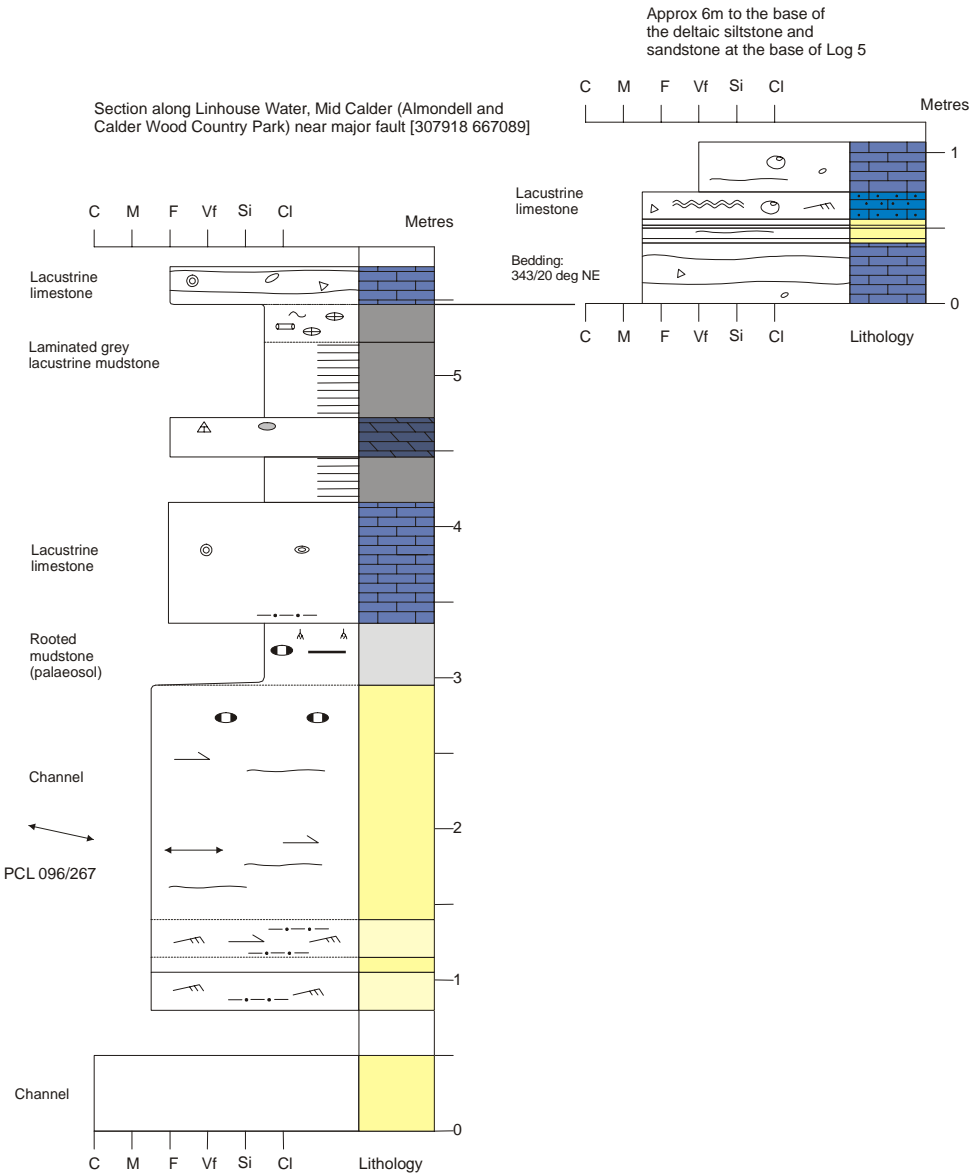 Approx 6m to the base of
the deltaic siltstone and
sandstone at the base of Log 5
C M F Vf Si Cl
Metres
1
Lacustrine
limestone
Bedding:
343/20 deg NE
0
C M F Vf Si Cl Lithology
Section along Linhouse Water, Mid Calder (Almondell and
Calder Wood Country Park) near major fault [307918 667089]
C M F Vf Si Cl
Metres
Lacustrine
limestone
Laminated grey
lacustrine mudstone
5
4
Lacustrine
limestone
Rooted
mudstone
(palaeosol)
3
Channel
2
PCL 096/267
1
Channel
0
C M F Vf Si Cl Lithology